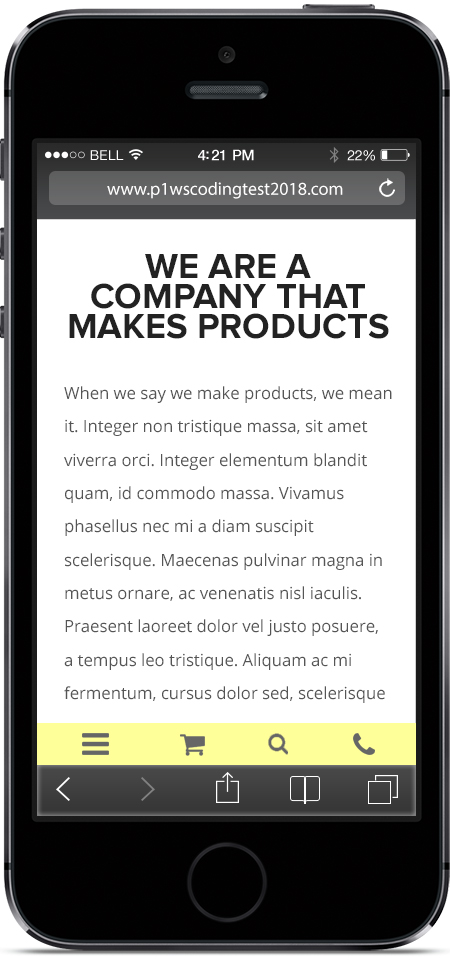 BELL 4:21 PM 22%
www.p1wscodingtest2018.com
WE ARE A
COMPANY THAT
MAKES PRODUCTS
When we say we make products, we mean
it. Integer non tristique massa, sit amet
viverra orci. Integer elementum blandit
quam, id commodo massa. Vivamus
phasellus nec mi a diam suscipit
scelerisque. Maecenas pulvinar magna in
metus ornare, ac venenatis nisl iaculis.
Praesent laoreet dolor vel justo posuere,
a tempus leo tristique. Aliquam ac mi
fermentum, cursus dolor sed, scelerisque